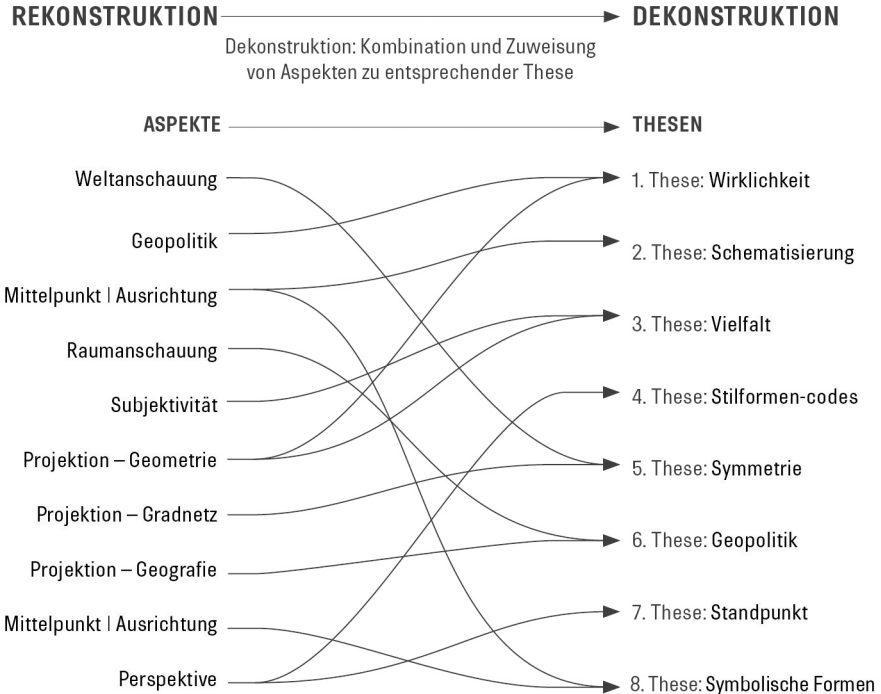 REKONSTRUKTION
DEKONSTRUKTION
Dekonstruktion: Kombination und Zuweisung
von Aspekten zu entsprechender These
ASPEKTE
THESEN
Weltanschauung
Geopolitik
Mittelpunkt | Ausrichtung
Raumanschauung
Subjektivität
Projektion – Geometrie
Projektion – Gradnetz
Projektion – Geografie
Mittelpunkt | Ausrichtung
Perspektive
1. These: Wirklichkeit
2. These: Schematisierung
3. These: Vielfalt
4. These: Stilformen-codes
5. These: Symmetrie
6. These: Geopolitik
7. These: Standpunkt
8. These: Symbolische Formen